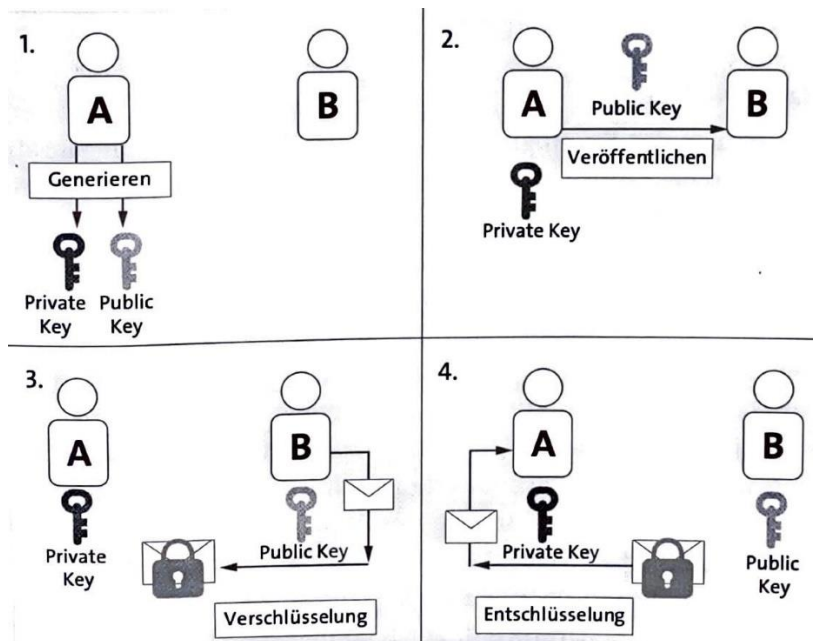 1.
A
B
Generieren
Private
Key
Public
Key
2.
A
B
Public Key
Veröffentlichen
Private Key
3.
A
B
Private
Key
Public Key
Verschlüsselung
4.
A
B
Private Key
Public
Key
Entschlüsselung